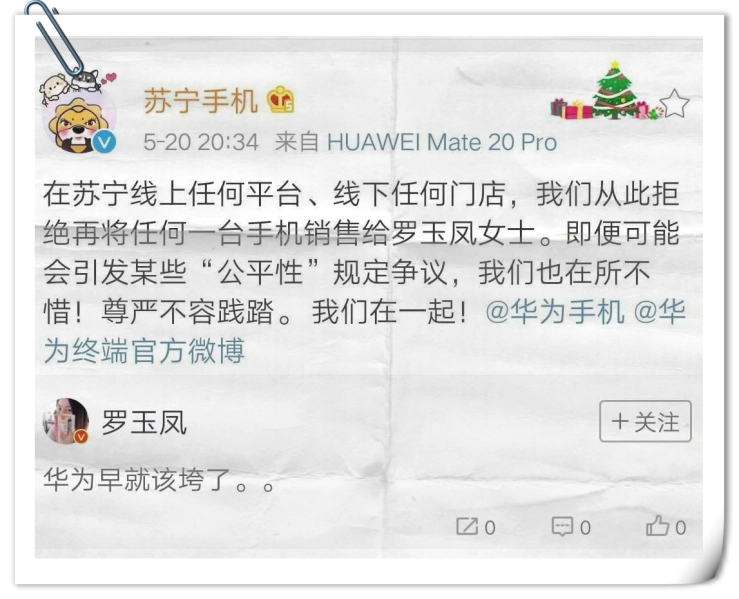 苏宁手机
5-20 20:34 来自 HUAWEI Mate 20 Pro
在苏宁线上任何平台、线下任何门店，我们从此拒
绝再将任何一台手机销售给罗玉凤女士。即便可能
会引发某些“公平性”规定争议，我们也在所不
惜！尊严不容践踏。我们在一起！@华为手机 @华
为终端官方微博
罗玉凤
+关注
华为早就该垮了。。
0 0 0